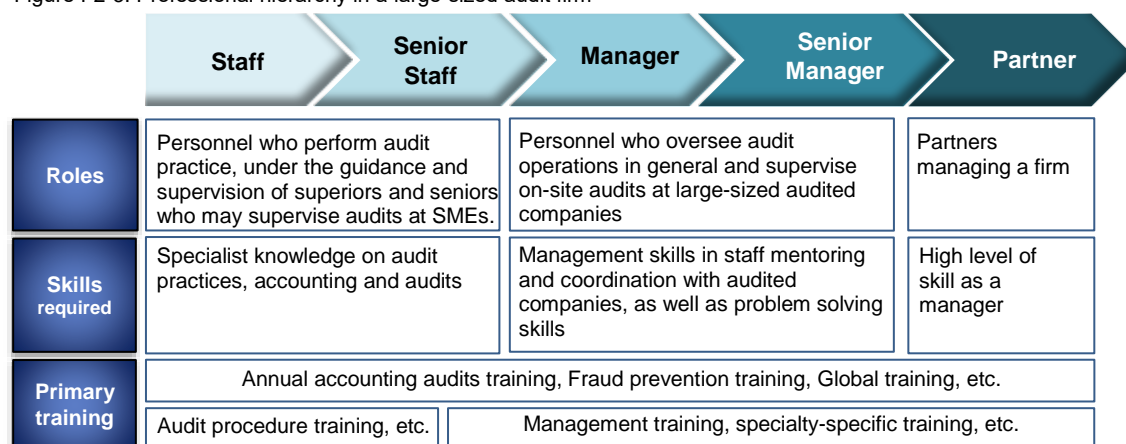 Staff
Senior
Staff
Manager
Senior
Manager
Partner
Roles
Personnel who perform audit
practice, under the guidance and
supervision of superiors and seniors
who may supervise audits at SMEs.
Personnel who oversee audit
operations in general and supervise
on-site audits at large-sized audited
companies
Partners
managing a firm
Skills
required
Specialist knowledge on audit
practices, accounting and audits
Management skills in staff mentoring
and coordination with audited
companies, as well as problem solving
skills
High level of
skill as a
manager
Primary
training
Annual accounting audits training, Fraud prevention training, Global training, etc.
Audit procedure training, etc.
Management training, specialty-specific training, etc.